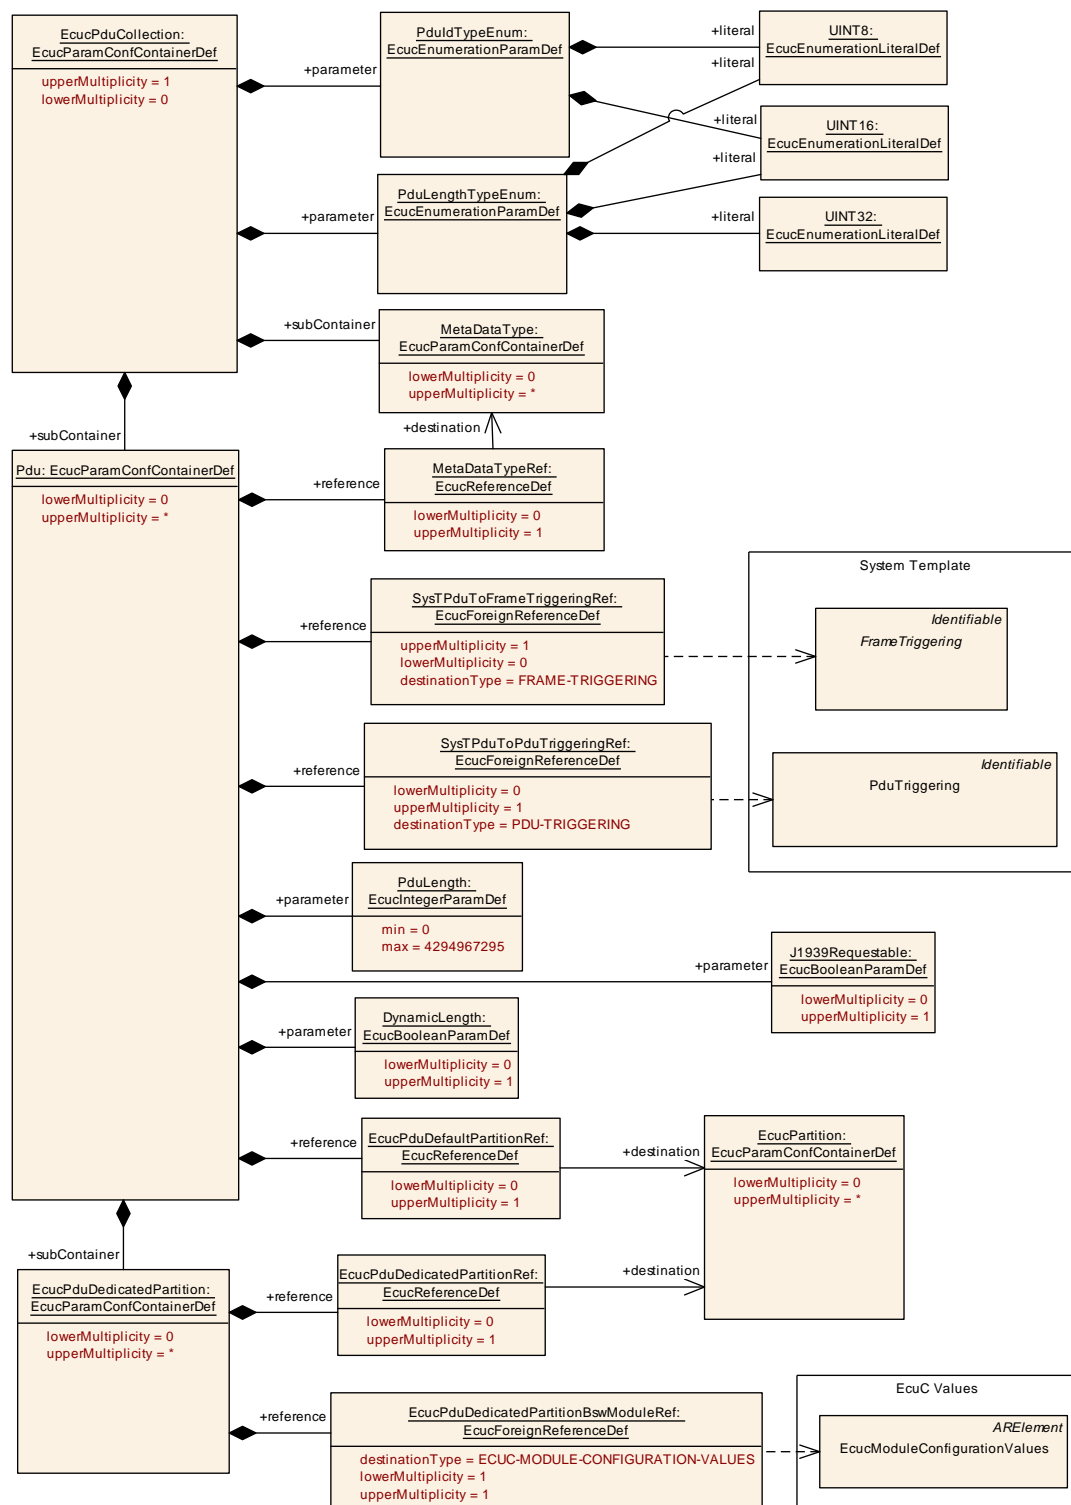 EcucPduCollection:
EcucParamConfContainerDef
upperMultiplicity = 1
lowerMultiplicity = 0
+parameter
PduIdTypeEnum:
EcucEnumerationParamDef
+literal
+literal
UINT8:
EcucEnumerationLiteralDef
+literal
+literal
UINT16:
EcucEnumerationLiteralDef
+parameter
PduLengthTypeEnum:
EcucEnumerationParamDef
+literal
UINT32:
EcucEnumerationLiteralDef
+subContainer
MetaDataType:
EcucParamConfContainerDef
lowerMultiplicity = 0
upperMultiplicity = *
+destination
+subContainer
Pdu: EcucParamConfContainerDef
lowerMultiplicity = 0
upperMultiplicity = *
+reference
MetaDataTypeRef:
EcucReferenceDef
lowerMultiplicity = 0
upperMultiplicity = 1
System Template
+reference
SysTPduToFrameTriggeringRef:
EcucForeignReferenceDef
upperMultiplicity = 1
lowerMultiplicity = 0
destinationType = FRAME-TRIGGERING
Identifiable
FrameTriggering
+reference
SysTPduToPduTriggeringRef:
EcucForeignReferenceDef
lowerMultiplicity = 0
upperMultiplicity = 1
destinationType = PDU-TRIGGERING
Identifiable
PduTriggering
+parameter
PduLength:
EcucIntegerParamDef
min = 0
max = 4294967295
+parameter
J1939Requestable:
EcucBooleanParamDef
lowerMultiplicity = 0
upperMultiplicity = 1
+parameter
DynamicLength:
EcucBooleanParamDef
lowerMultiplicity = 0
upperMultiplicity = 1
+reference
EcucPduDefaultPartitionRef:
EcucReferenceDef
lowerMultiplicity = 0
upperMultiplicity = 1
+destination
EcucPartition:
EcucParamConfContainerDef
lowerMultiplicity = 0
upperMultiplicity = *
+subContainer
EcucPduDedicatedPartition:
EcucParamConfContainerDef
lowerMultiplicity = 0
upperMultiplicity = *
+reference
EcucPduDedicatedPartitionRef:
EcucReferenceDef
lowerMultiplicity = 0
upperMultiplicity = 1
+destination
+reference
EcucPduDedicatedPartitionBswModuleRef:
EcucForeignReferenceDef
destinationType = ECUC-MODULE-CONFIGURATION-VALUES
lowerMultiplicity = 1
upperMultiplicity = 1
EcuC Values
ARElement
EcucModuleConfigurationValues